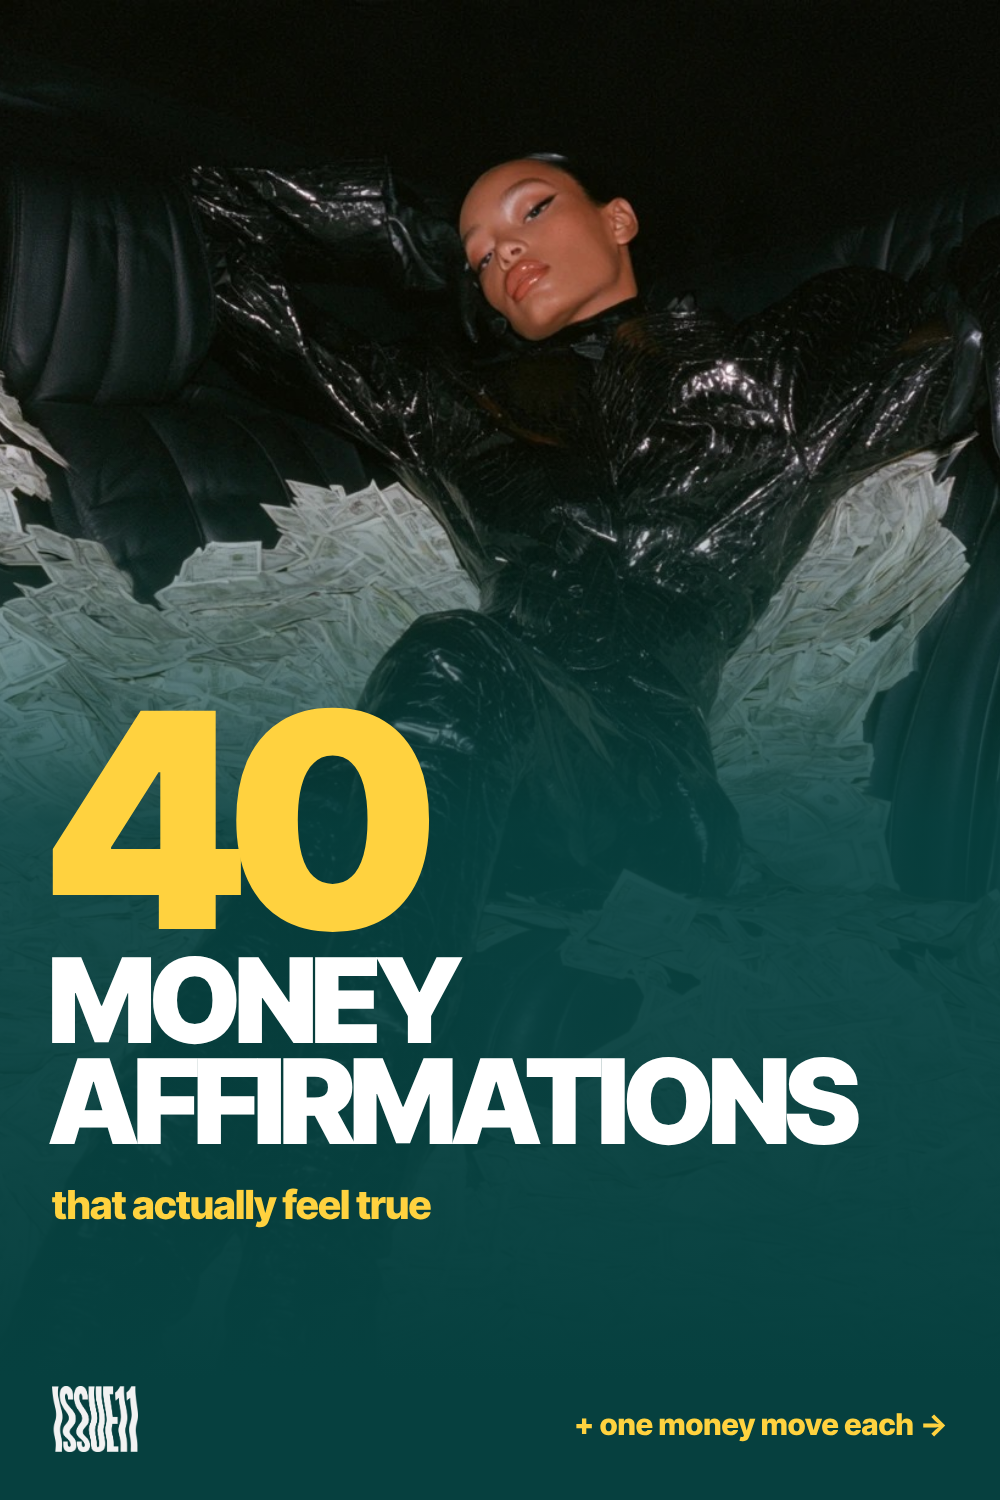 40
MONEY
AFFIRMATIONS
that actually feel true
ISSUE11
+ one money move each →